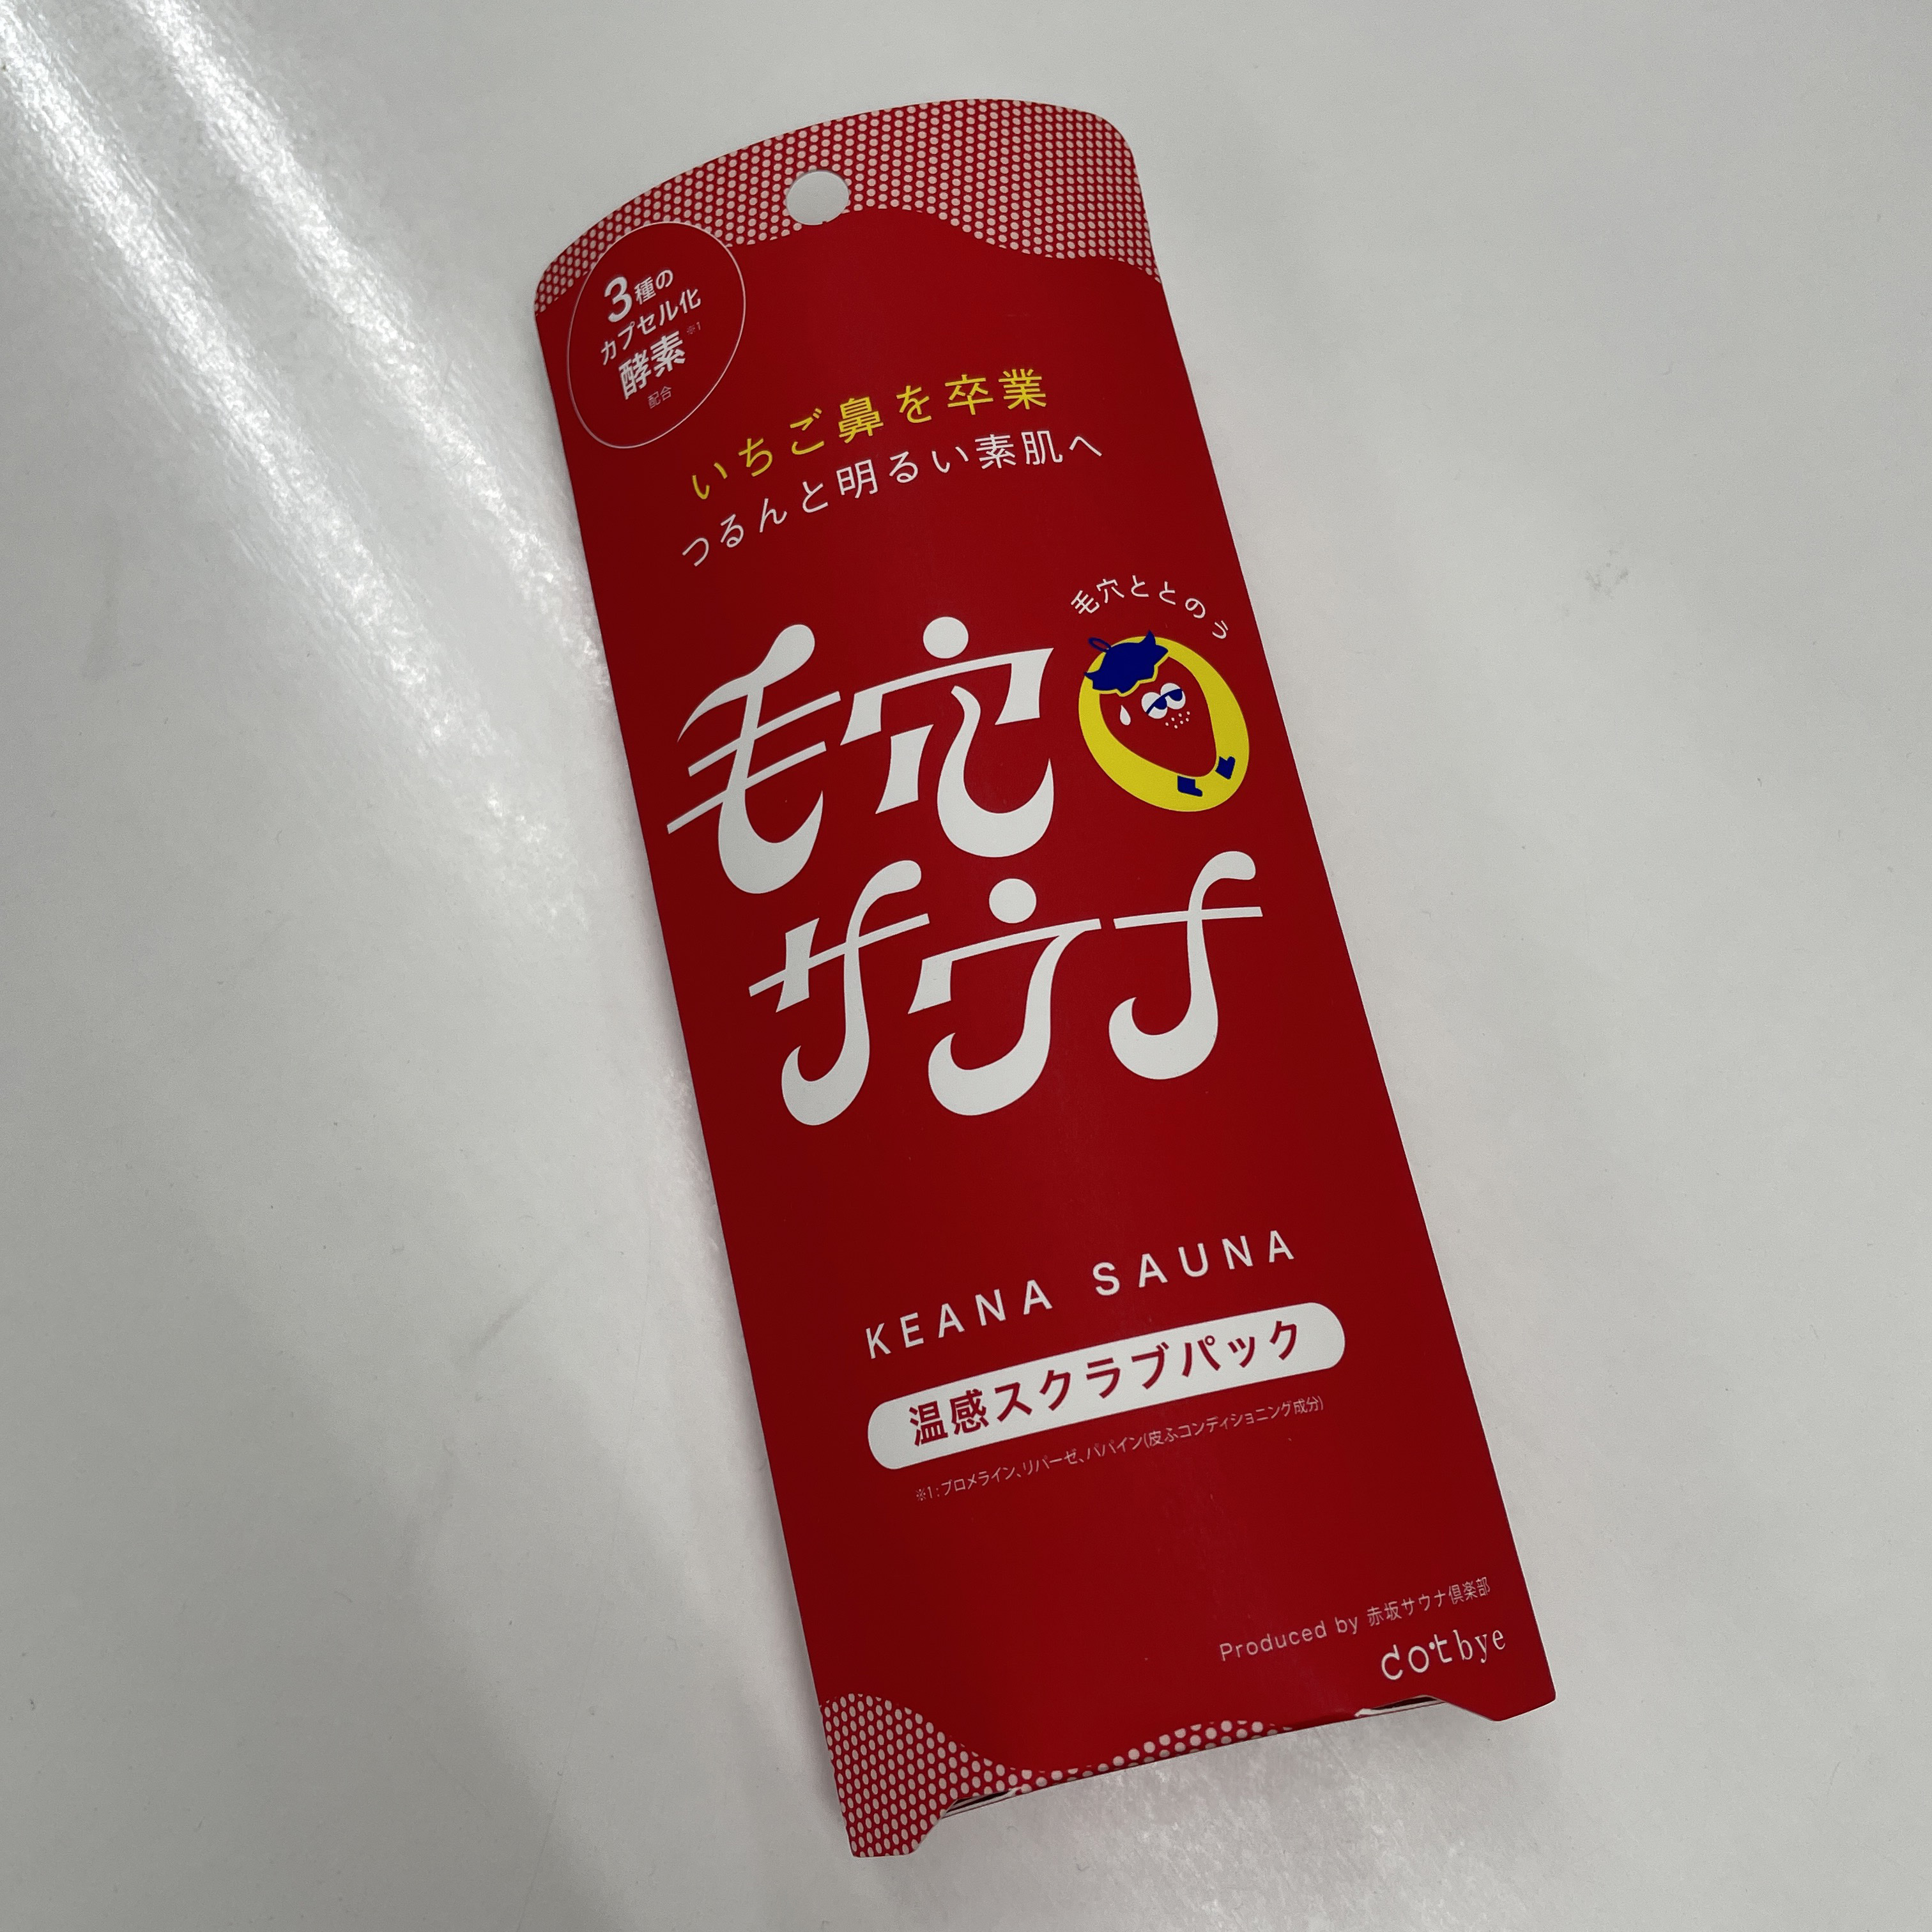 3種の
カプセル化
酵素※1
配合
いちご鼻を卒業
つるんと明るい素肌へ
毛穴ととのう
毛穴
サウナ
KEANA SAUNA
温感スクラブパック
※1:ブロメライン、リパーゼ、パパイン(皮ふコンディショニング成分)
Produced by 赤坂サウナ倶楽部
dotbye